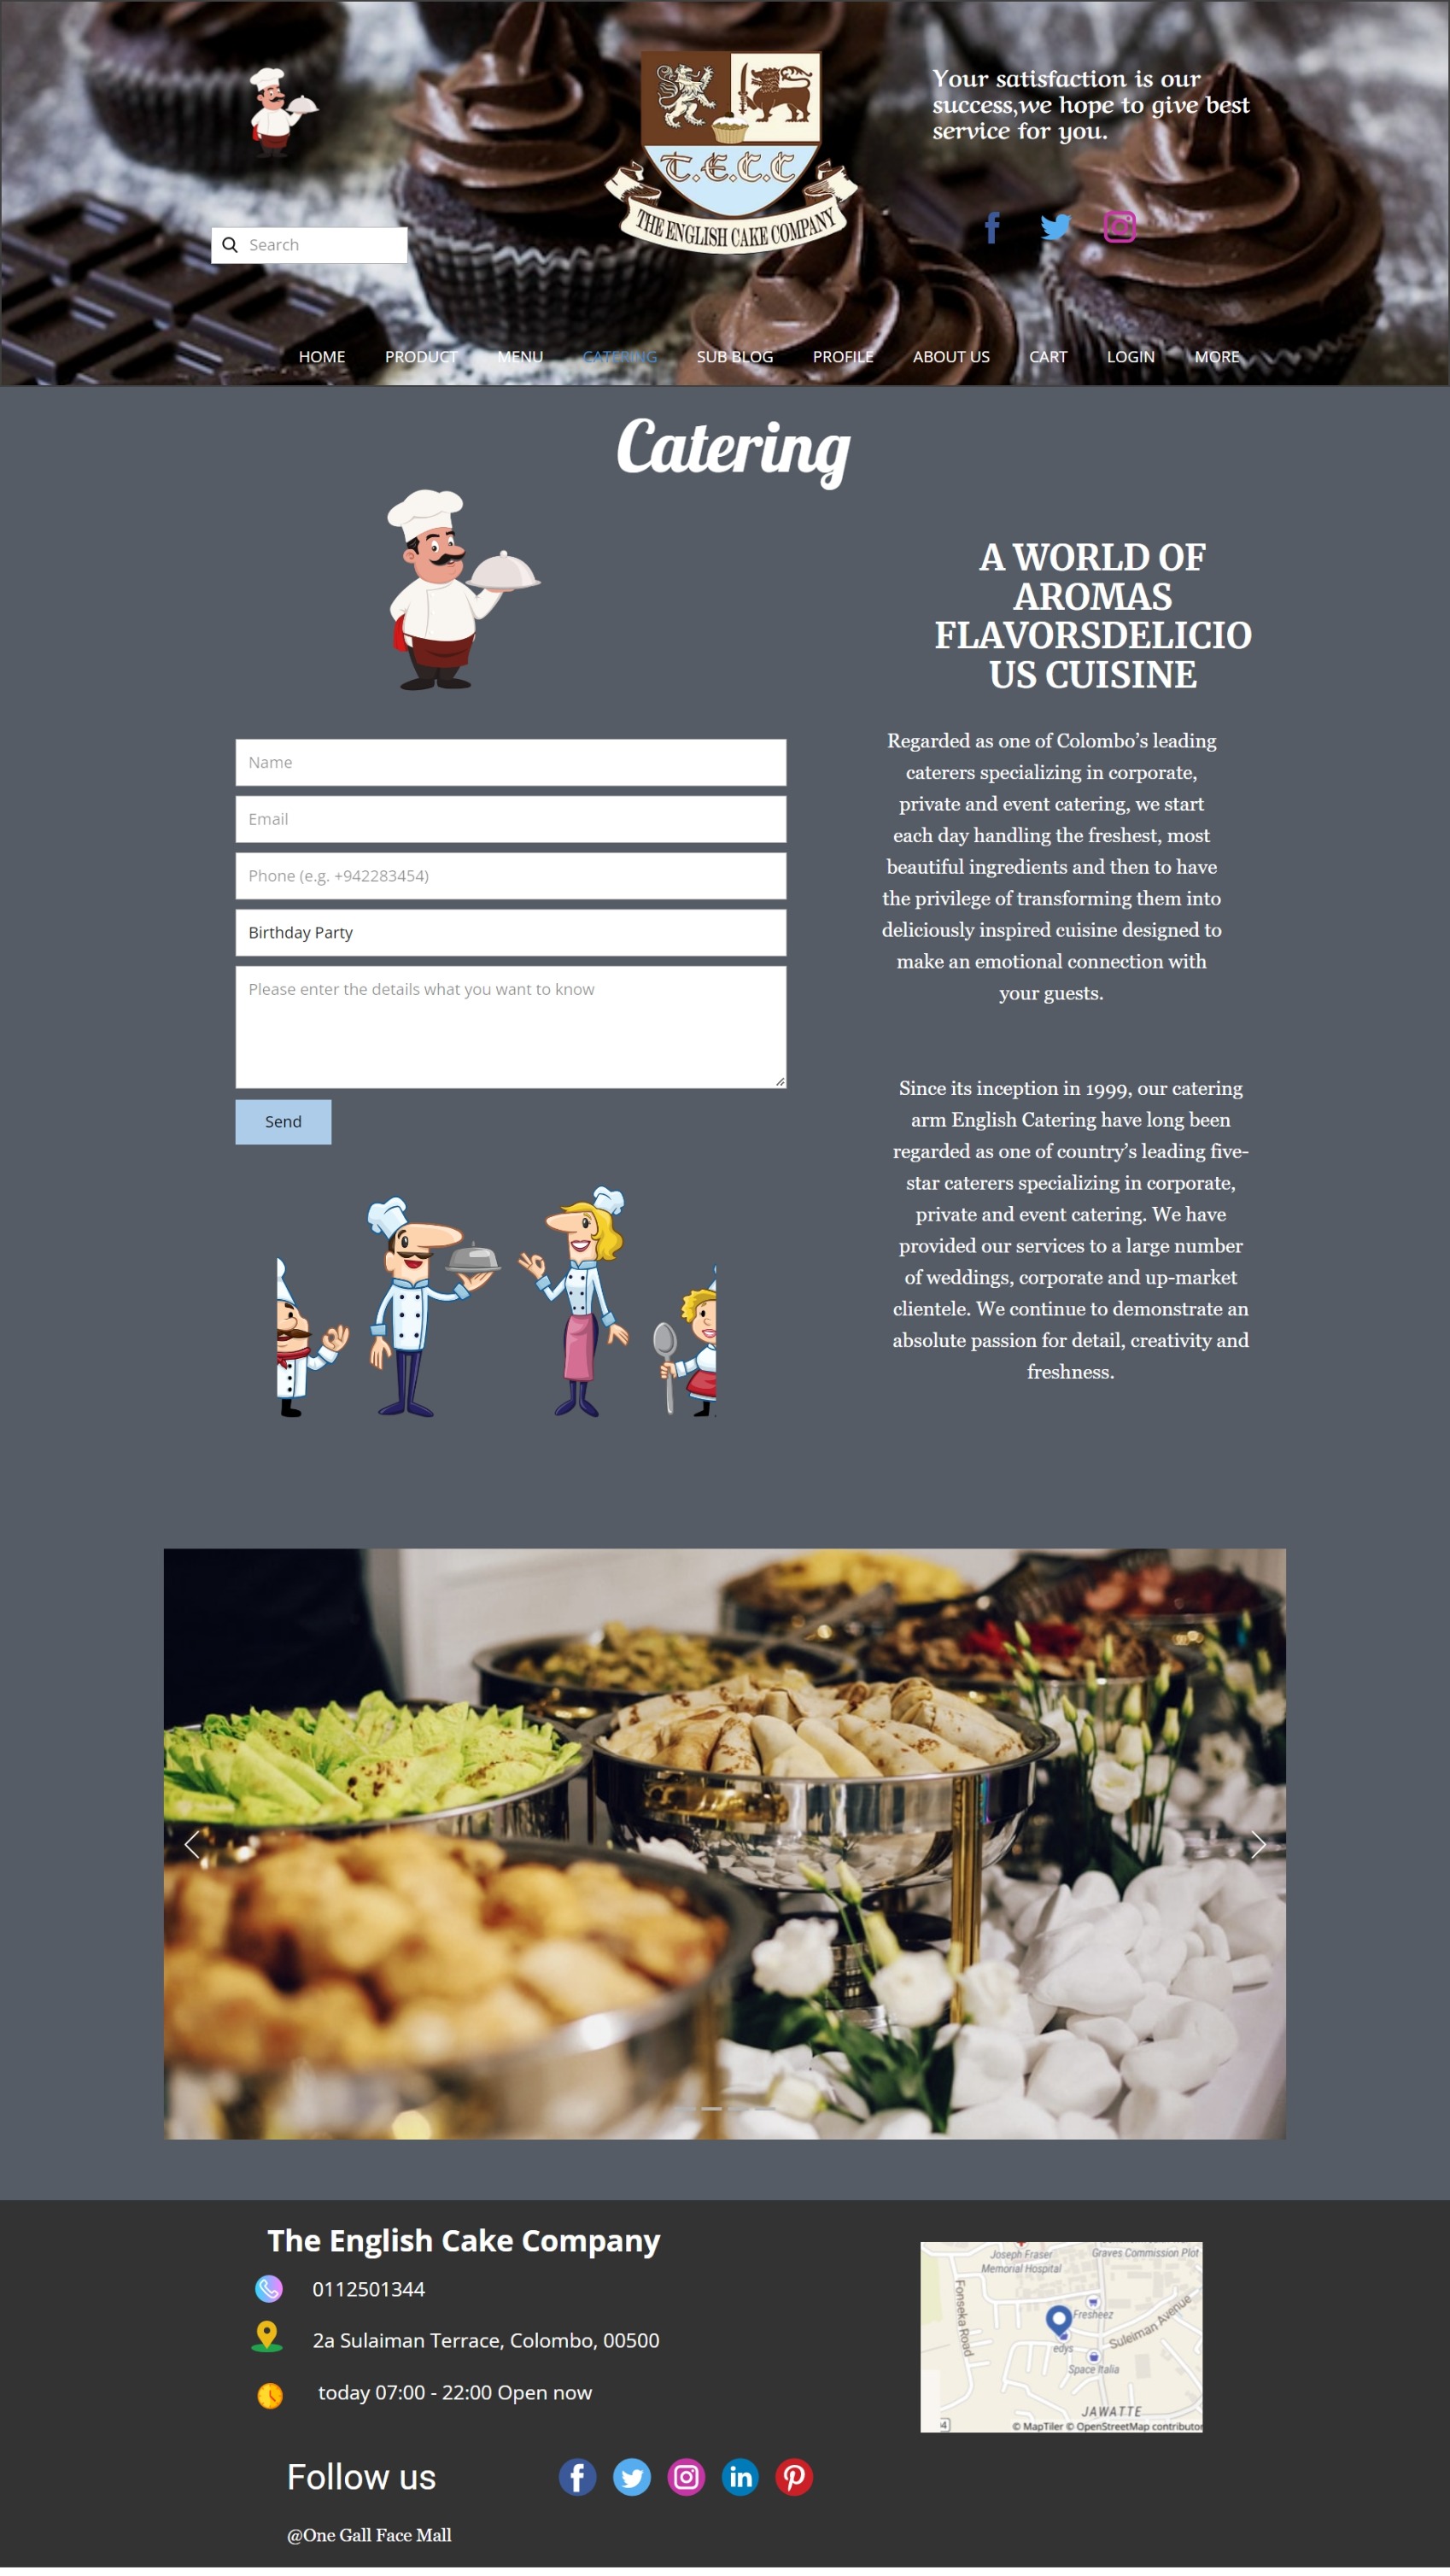 Your satisfaction is our
success,we hope to give best
service for you.
T.E.C.C
THE ENGLISH CAKE COMPANY
Search
HOME PRODUCT MENU CATERING SUB BLOG PROFILE ABOUT US CART LOGIN MORE
Catering
A WORLD OF
AROMAS
FLAVORSDELICIO
US CUISINE
Name
Email
Phone (e.g. +942283454)
Birthday Party
Please enter the details what you want to know
Send
Regarded as one of Colombo’s leading
caterers specializing in corporate,
private and event catering, we start
each day handling the freshest, most
beautiful ingredients and then to have
the privilege of transforming them into
deliciously inspired cuisine designed to
make an emotional connection with
your guests.
Since its inception in 1999, our catering
arm English Catering have long been
regarded as one of country’s leading five-
star caterers specializing in corporate,
private and event catering. We have
provided our services to a large number
of weddings, corporate and up-market
clientele. We continue to demonstrate an
absolute passion for detail, creativity and
freshness.
The English Cake Company
0112501344
2a Sulaiman Terrace, Colombo, 00500
today 07:00 - 22:00 Open now
Joseph Fraser
Memorial Hospital
Graves Commission Plot
Fonseka Road
Fresheez
Suleiman Avenue
edys
Space Italia
JAWATTE
© MapTiler © OpenStreetMap contributor
Follow us
@One Gall Face Mall